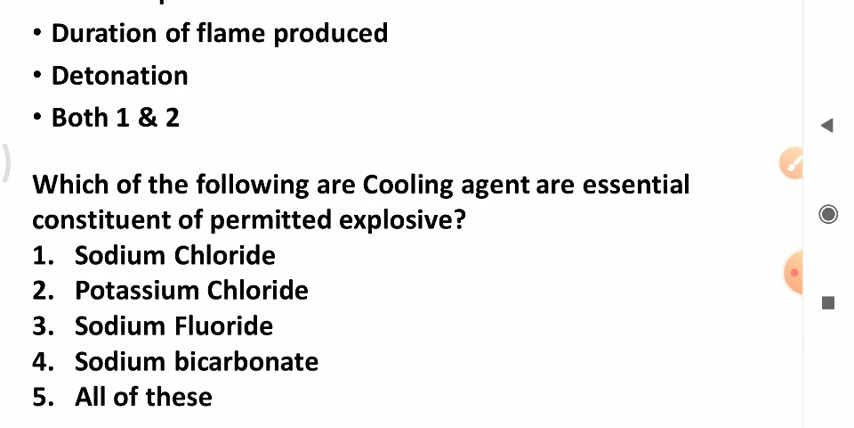 • Duration of flame produced
• Detonation
• Both 1 & 2
Which of the following are Cooling agent are essential
constituent of permitted explosive?
1. Sodium Chloride
2. Potassium Chloride
3. Sodium Fluoride
4. Sodium bicarbonate
5. All of these